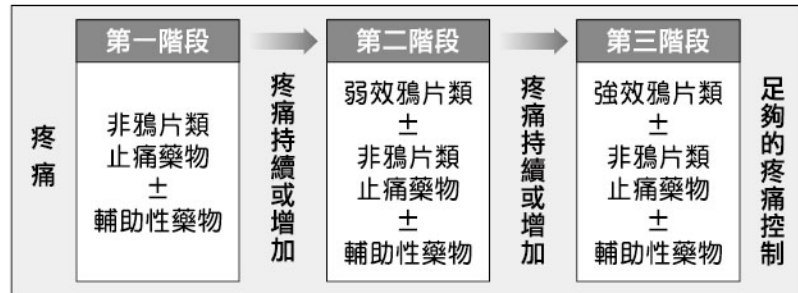 疼痛
第一階段
非鴉片類
止痛藥物
±
輔助性藥物
疼痛持續或增加
第二階段
弱效鴉片類
±
非鴉片類
止痛藥物
±
輔助性藥物
疼痛持續或增加
第三階段
強效鴉片類
±
非鴉片類
止痛藥物
±
輔助性藥物
足夠的疼痛控制